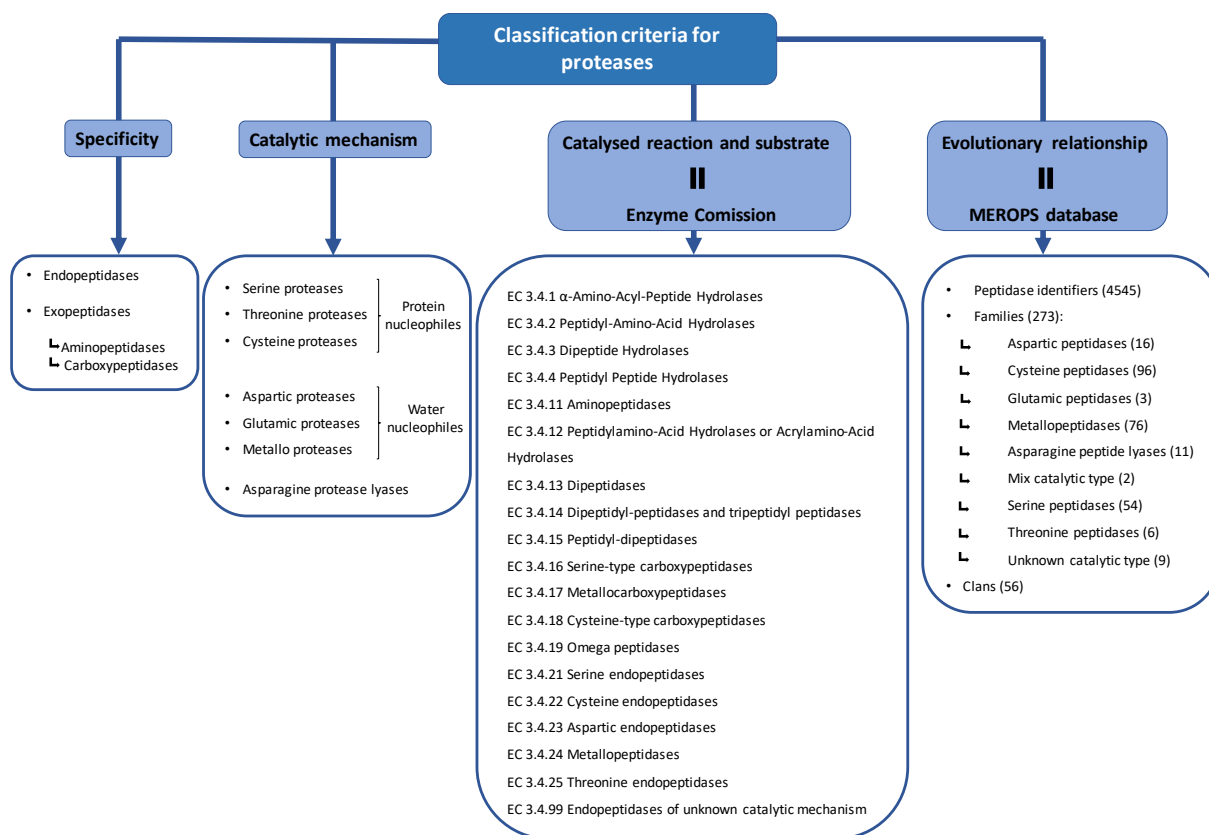 Classification criteria for
proteases
Specificity
Catalytic mechanism
Catalysed reaction and substrate
=
Enzyme Comission
Evolutionary relationship
=
MEROPS database
• Endopeptidases
• Exopeptidases
Aminopeptidases
Carboxypeptidases
• Serine proteases
• Threonine proteases
• Cysteine proteases
Protein
nucleophiles
• Aspartic proteases
• Glutamic proteases
• Metallo proteases
Water
nucleophiles
• Asparagine protease lyases
EC 3.4.1 α-Amino-Acyl-Peptide Hydrolases
EC 3.4.2 Peptidyl-Amino-Acid Hydrolases
EC 3.4.3 Dipeptide Hydrolases
EC 3.4.4 Peptidyl Peptide Hydrolases
EC 3.4.11 Aminopeptidases
EC 3.4.12 Peptidylamino-Acid Hydrolases or Acrylamino-Acid
Hydrolases
EC 3.4.13 Dipeptidases
EC 3.4.14 Dipeptidyl-peptidases and tripeptidyl peptidases
EC 3.4.15 Peptidyl-dipeptidases
EC 3.4.16 Serine-type carboxypeptidases
EC 3.4.17 Metallocarboxypeptidases
EC 3.4.18 Cysteine-type carboxypeptidases
EC 3.4.19 Omega peptidases
EC 3.4.21 Serine endopeptidases
EC 3.4.22 Cysteine endopeptidases
EC 3.4.23 Aspartic endopeptidases
EC 3.4.24 Metallopeptidases
EC 3.4.25 Threonine endopeptidases
EC 3.4.99 Endopeptidases of unknown catalytic mechanism
• Peptidase identifiers (4545)
• Families (273):
Aspartic peptidases (16)
Cysteine peptidases (96)
Glutamic peptidases (3)
Metallopeptidases (76)
Asparagine peptide lyases (11)
Mix catalytic type (2)
Serine peptidases (54)
Threonine peptidases (6)
Unknown catalytic type (9)
• Clans (56)